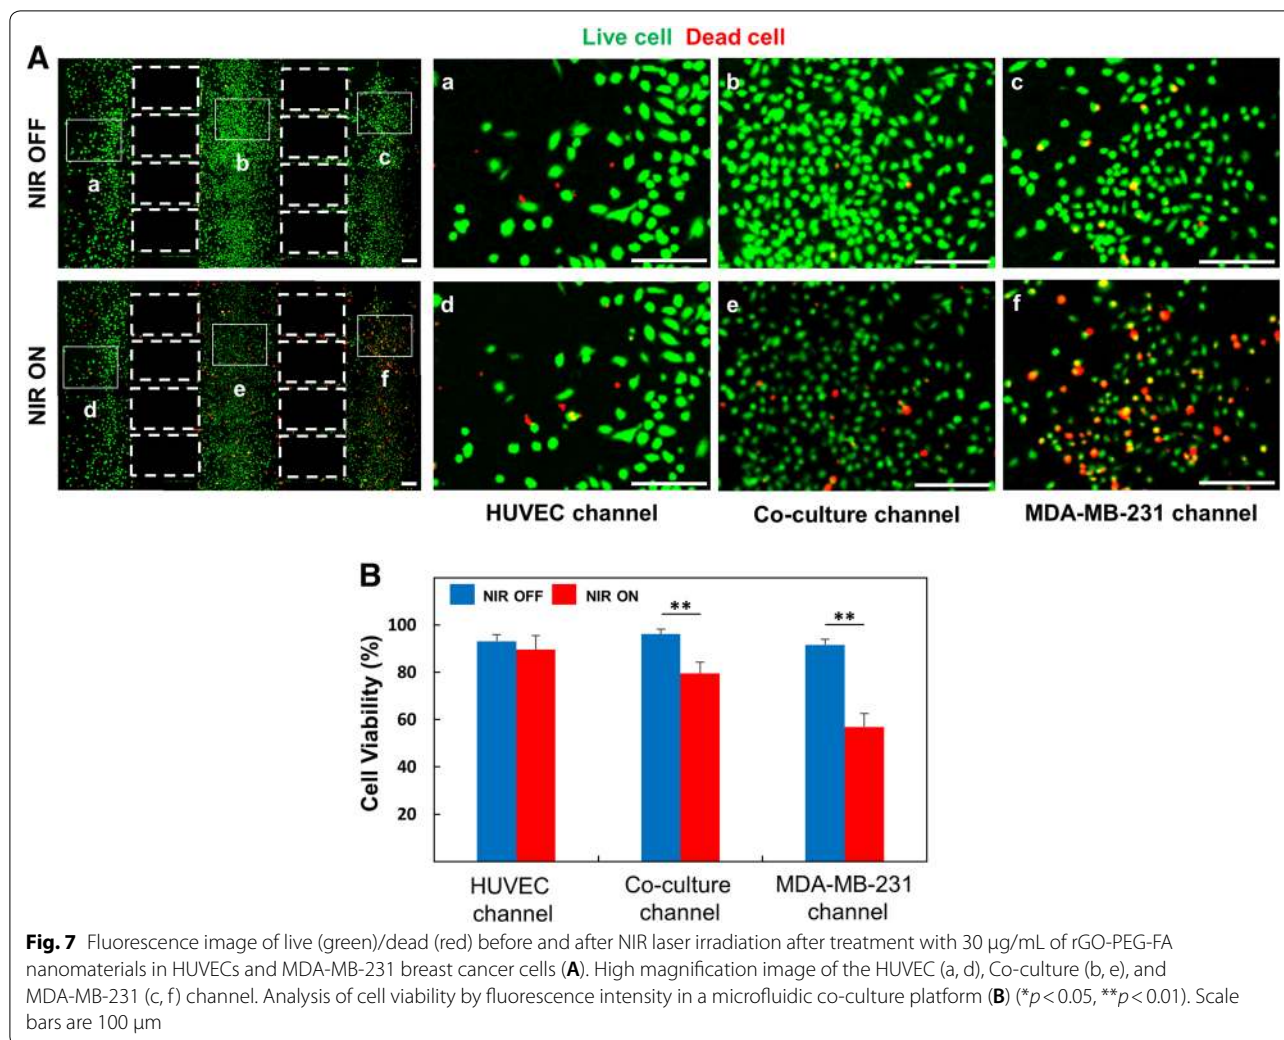 Live cell Dead cell
A
NIR OFF
a
b
c
a
b
c
NIR ON
d
e
f
d
e
f
HUVEC channel
Co-culture channel
MDA-MB-231 channel
B
NIR OFF
NIR ON
Cell Viability (%)
100
80
60
40
20
**
**
HUVEC
channel
Co-culture
channel
MDA-MB-231
channel
Fig. 7 Fluorescence image of live (green)/dead (red) before and after NIR laser irradiation after treatment with 30 μg/mL of rGO-PEG-FA
nanomaterials in HUVECs and MDA-MB-231 breast cancer cells (A). High magnification image of the HUVEC (a, d), Co-culture (b, e), and
MDA-MB-231 (c, f) channel. Analysis of cell viability by fluorescence intensity in a microfluidic co-culture platform (B) (*p < 0.05, **p < 0.01). Scale
bars are 100 μm